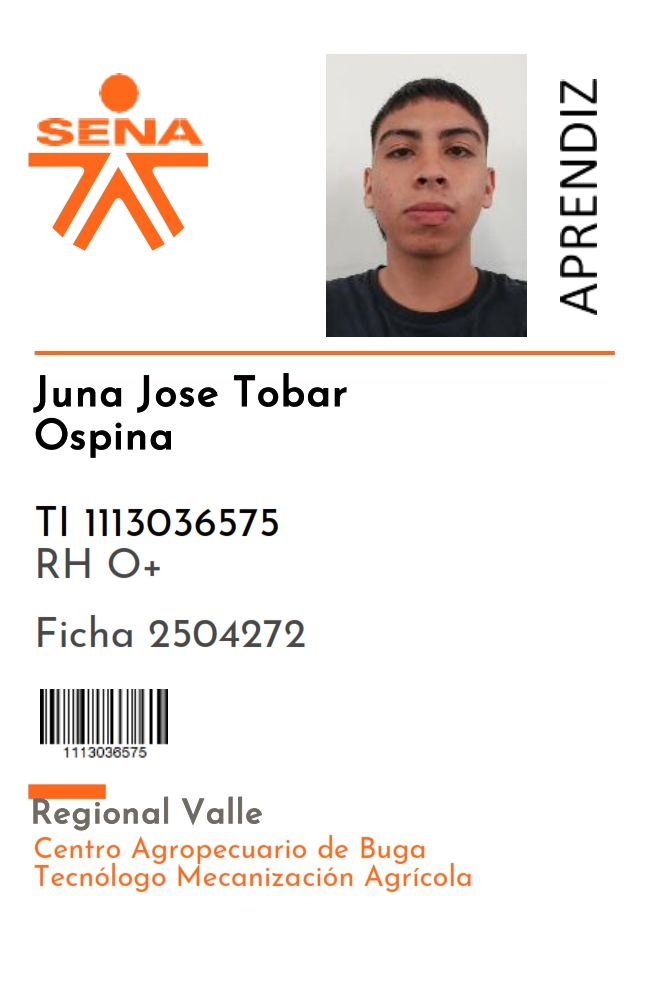 SENA
APRENDIZ
Juna Jose Tobar
Ospina
TI 1113036575
RH O+
Ficha 2504272
1113036575
Regional Valle
Centro Agropecuario de Buga
Tecnólogo Mecanización Agrícola